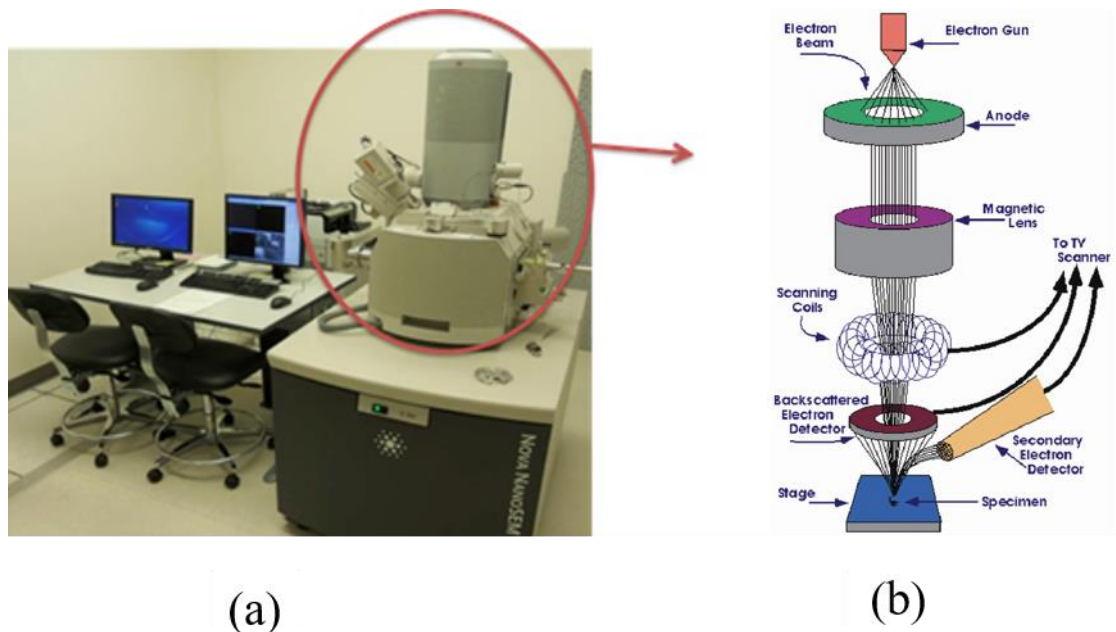 NOVA NANOSEM
(a)
Electron
Beam
Electron Gun
Anode
Magnetic
Lens
To TV
Scanner
Scanning
Coils
Backscattered
Electron
Detector
Secondary
Electron
Detector
Stage
Specimen
(b)